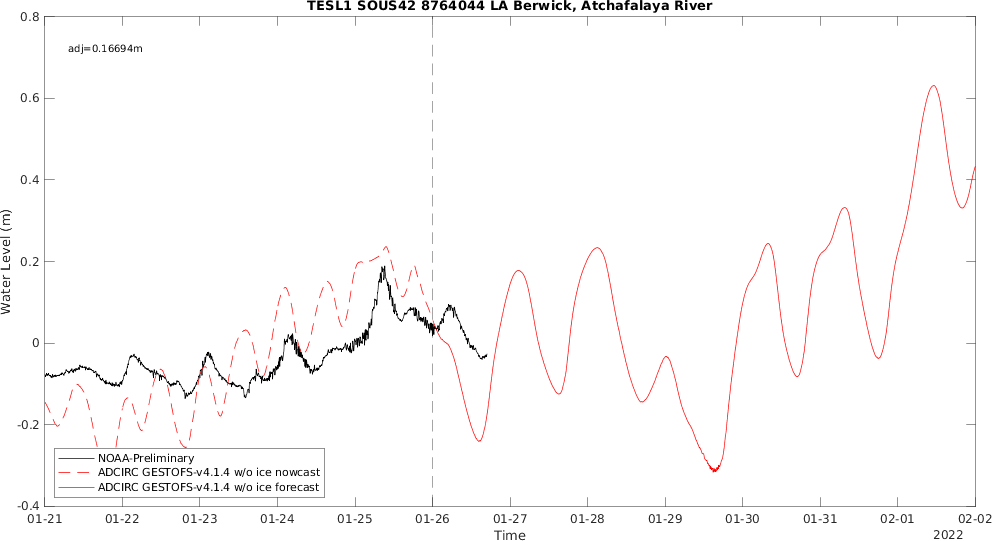 TESL1 SOUS42 8764044 LA Berwick, Atchafalaya River
adj=0.16694m
0.8
0.6
0.4
0.2
0
-0.2
-0.4
Water Level (m)
NOAA-Preliminary
ADCIRC GESTOFS-v4.1.4 w/o ice nowcast
ADCIRC GESTOFS-v4.1.4 w/o ice forecast
01-21 01-22 01-23 01-24 01-25 01-26 01-27 01-28 01-29 01-30 01-31 02-01 02-02
Time
2022